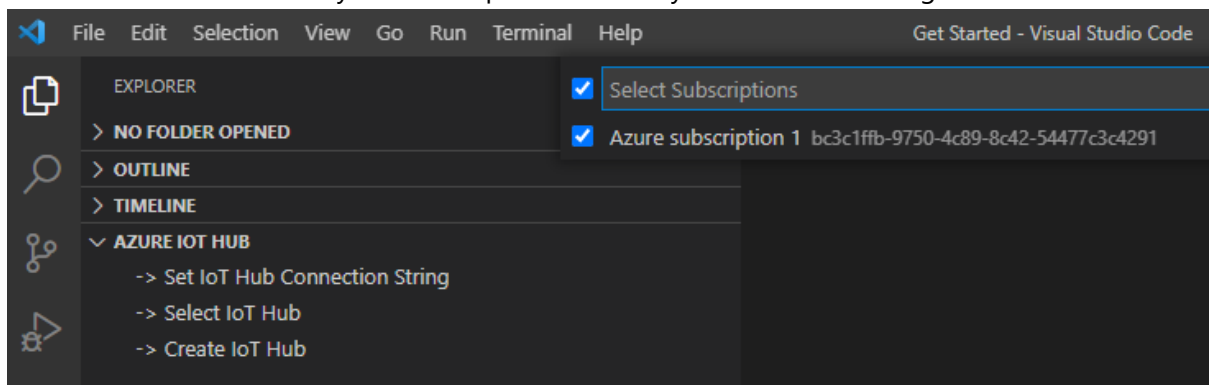 File Edit Selection View Go Run Terminal Help Get Started - Visual Studio Code
EXPLORER
Select Subscriptions
> NO FOLDER OPENED
Azure subscription 1 bc3c1ffb-9750-4c89-8c42-54477c3c4291
> OUTLINE
> TIMELINE
AZURE IOT HUB
-> Set IoT Hub Connection String
-> Select IoT Hub
-> Create IoT Hub